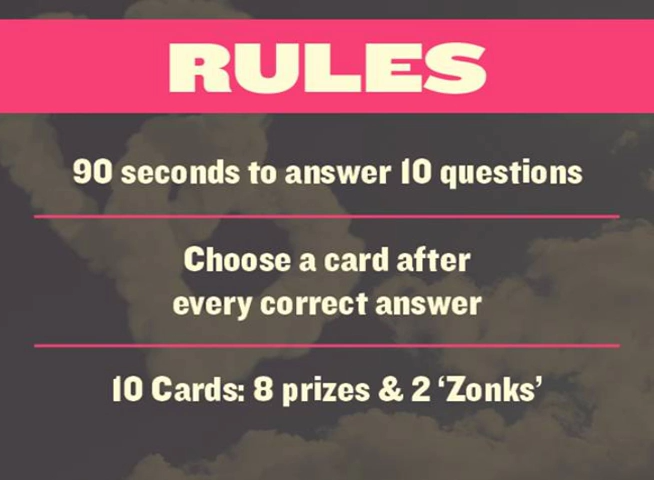 RULES
90 seconds to answer 10 questions
Choose a card after
every correct answer
10 Cards: 8 prizes & 2 ‘Zonks’